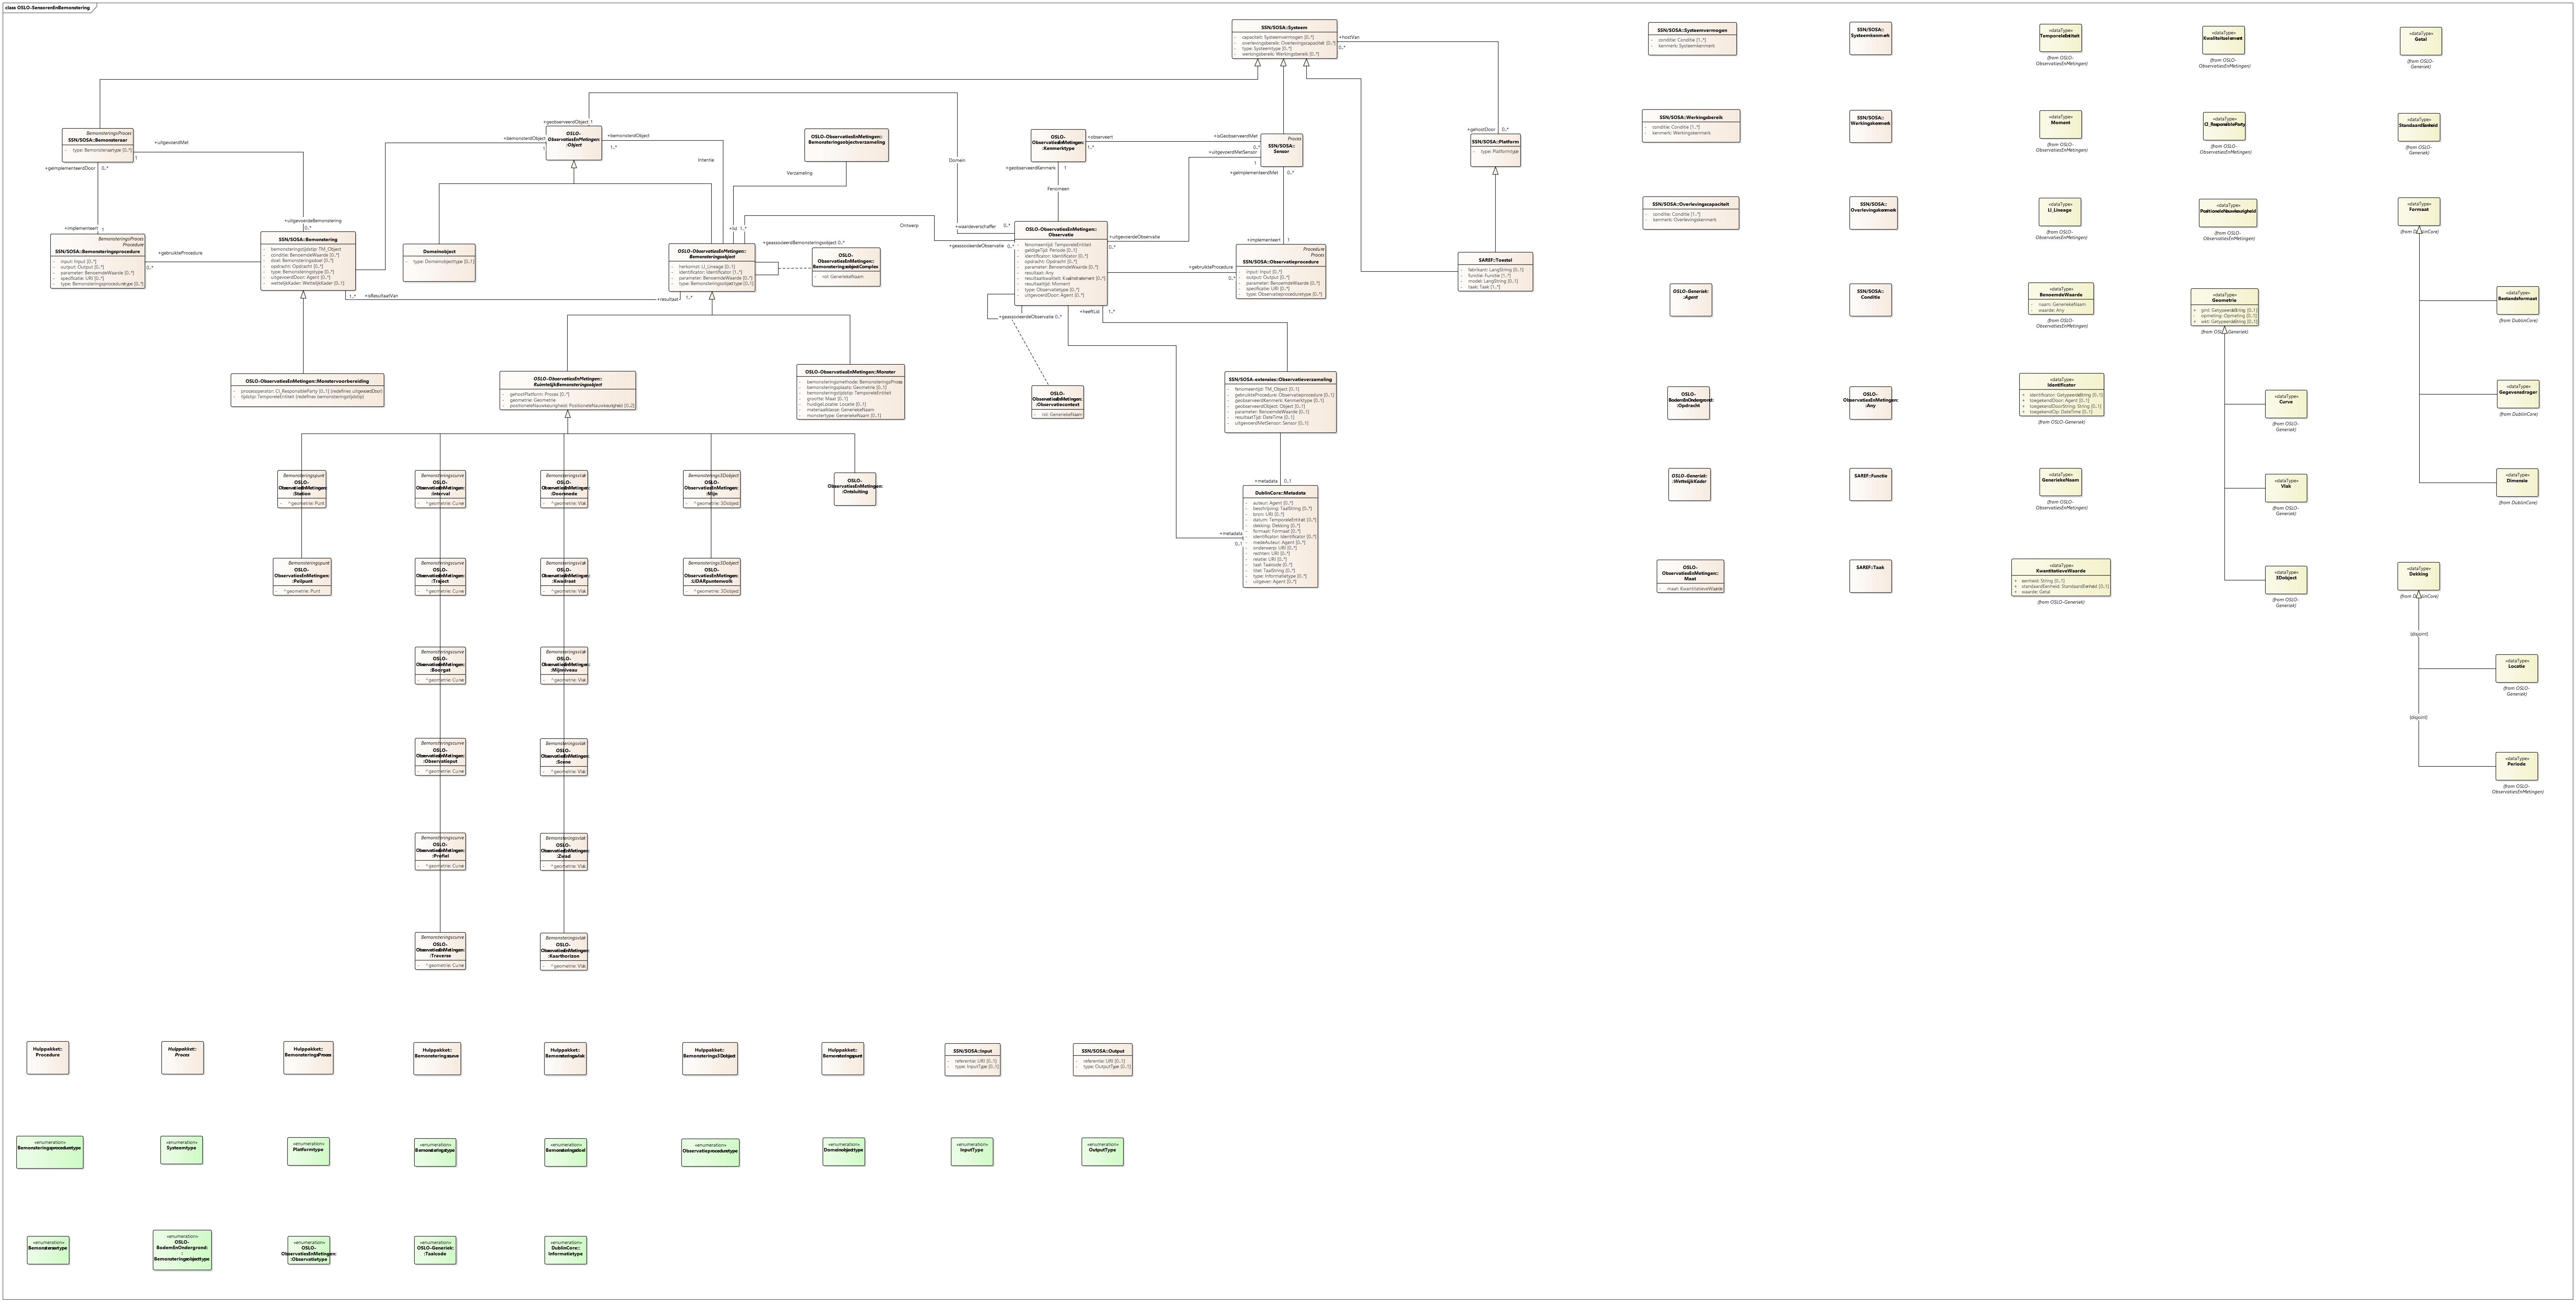 class OSLO-SensorenEnBemonstering
SSN/SOSA::Systeem
- capaciteit: Systeemvermogen [0..*]
- overlevingsbereik: Overlevingscapaciteit [0..*]
- type: Systeemtype [0..*]
- werkingsbereik: Werkingsbereik [0..*]
+hostVan
0..*
+gehostDoor
0..*
BemonsteringsProces
SSN/SOSA::Bemonsteraar
- type: Bemonsteraartype [0..*]
+uitgevoerdMet
1
+geïmplementeerdDoor
0..*
+implementeert
1
BemonsteringsProces
Procedure
SSN/SOSA::Bemonsteringsprocedure
- input: Input [0..*]
- output: Output [0..*]
- parameter: BenoemdeWaarde [0..*]
- specificatie: URI [0..*]
- type: Bemonsteringsproceduretype [0..*]
+gebruikteProcedure
0..*
+uitgevoerdeBemonstering
0..*
SSN/SOSA::Bemonstering
- bemonsteringstijdstip: TM_Object
- conditie: BenoemdeWaarde [0..*]
- doel: Bemonsteringsdoel [0..*]
- opdracht: Opdracht [0..*]
- type: Bemonsteringstype [0..*]
- uitgevoerdDoor: Agent [0..*]
- wettelijkKader: WettelijkKader [0..1]
1..*
+isResultaatVan
+resultaat
1..*
+geobserveerdObject 1
OSLO-
ObservatiesEnMetingen:
:Object
+bemonsterdObject
1
+bemonsterdObject
1..*
Intentie
Domeinobject
- type: Domeinobjecttype [0..1]
OSLO-ObservatiesEnMetingen::
Bemonsteringsobjectverzameling
Verzameling
+lid 1..*
OSLO-ObservatiesEnMetingen::
Bemonsteringsobject
- herkomst: LI_Lineage [0..1]
- identificator: Identificator [1..*]
- parameter: BenoemdeWaarde [0..*]
- type: Bemonsteringsobjecttype [0..1]
+geassocieerdBemonsteringsobject 0..*
OSLO-
ObservatiesEnMetingen::
BemonsteringsobjectComplex
- rol: GeneriekeNaam
Ontwerp
Domein
+waardeverschaffer
0..*
+geassocieerdeObservatie
0..*
OSLO-
ObservatiesEnMetingen:
:Kenmerktype
+observeert
1..*
+isGeobserveerdMet
0..*
+geobserveerdKenmerk
1
Fenomeen
Proces
SSN/SOSA::
Sensor
+uitgevoerdMetSensor
1
+geïmplementeerdMet
0..*
+implementeert
1
OSLO-ObservatiesEnMetingen::
Observatie
- fenomeentijd: TemporeleEntiteit
- geldigeTijd: Periode [0..1]
- identificator: Identificator [0..*]
- opdracht: Opdracht [0..*]
- parameter: BenoemdeWaarde [0..*]
- resultaat: Any
- resultaatkwaliteit: Kwaliteitselement [0..*]
- resultaattijd: Moment
- type: Observatietype [0..*]
- uitgevoerdDoor: Agent [0..*]
+uitgevoerdeObservatie
0..*
+gebruikteProcedure
0..*
Procedure
Proces
SSN/SOSA::Observatieprocedure
- input: Input [0..*]
- output: Output [0..*]
- parameter: BenoemdeWaarde [0..*]
- specificatie: URI [0..*]
- type: Observatieproceduretype [0..*]
+geassocieerdeObservatie 0..*
+heeftLid
1..*
OSLO-
ObservatiesEnMetingen:
:Observatiecontext
- rol: GeneriekeNaam
SSN/SOSA-extensies::Observatieverzameling
- fenomeentijd: TM_Object [0..1]
- gebruikteProcedure: Observatieprocedure [0..1]
- geobserveerdKenmerk: Kenmerktype [0..1]
- geobserveerdObject: Object [0..1]
- parameter: BenoemdeWaarde [0..*]
- resultaatTijd: DateTime [0..1]
- uitgevoerdMetSensor: Sensor [0..1]
+metadata
0..1
+metadata
0..1
DublinCore::Metadata
- auteur: Agent [0..*]
- beschrijving: TaalString [0..*]
- bron: URI [0..*]
- datum: TemporeleEntiteit [0..*]
- dekking: Dekking [0..*]
- formaat: Formaat [0..*]
- identificator: Identificator [0..*]
- medeAuteur: Agent [0..*]
- onderwerp: URI [0..*]
- rechten: URI [0..*]
- relatie: URI [0..*]
- taal: Taalcode [0..*]
- titel: TaalString [0..*]
- type: Informatietype [0..*]
- uitgever: Agent [0..*]
SSN/SOSA::Platform
- type: Platformtype
SAREF::Toestel
- fabrikant: LangString [0..1]
- functie: Functie [1..*]
- model: LangString [0..1]
- taak: Taak [1..*]
OSLO-ObservatiesEnMetingen::Monstervoorbereiding
- procesoperator: CI_ResponsibleParty [0..1] {redefines uitgevoerdDoor}
- tijdstip: TemporeleEntiteit {redefines bemonsteringstijdstip}
OSLO-ObservatiesEnMetingen::
RuimtelijkBemonsteringsobject
- gehostPlatform: Proces [0..*]
- geometrie: Geometrie
- positioneleNauwkeurigheid: PositioneleNauwkeurigheid [0..2]
OSLO-ObservatiesEnMetingen::Monster
- bemonsteringsmethode: BemonsteringsProces
- bemonsteringsplaats: Geometrie [0..1]
- bemonsteringstijdstip: TemporeleEntiteit
- grootte: Maat [0..1]
- huidigeLocatie: Locatie [0..1]
- materiaalklasse: GeneriekeNaam
- monstertype: GeneriekeNaam [0..1]
Bemonsteringspunt
OSLO-
ObservatiesEnMetingen:
:Station
- ^geometrie: Punt
Bemonsteringscurve
OSLO-
ObservatiesEnMetingen:
:Interval
- ^geometrie: Curve
Bemonsteringsvlak
OSLO-
ObservatiesEnMetingen:
:Doorsnede
- ^geometrie: Vlak
Bemonsterings3Dobject
OSLO-
ObservatiesEnMetingen:
:Mijn
- ^geometrie: 3Dobject
OSLO-
ObservatiesEnMetingen:
:Ontsluiting
Bemonsteringspunt
OSLO-
ObservatiesEnMetingen:
:Peilpunt
- ^geometrie: Punt
Bemonsteringscurve
OSLO-
ObservatiesEnMetingen:
:Traject
- ^geometrie: Curve
Bemonsteringsvlak
OSLO-
ObservatiesEnMetingen:
:Kwadraat
- ^geometrie: Vlak
Bemonsterings3Dobject
OSLO-
ObservatiesEnMetingen:
:LIDARpuntenwolk
- ^geometrie: 3Dobject
Bemonsteringscurve
OSLO-
ObservatiesEnMetingen:
:Boorgat
- ^geometrie: Curve
Bemonsteringsvlak
OSLO-
ObservatiesEnMetingen:
:Mijnniveau
- ^geometrie: Vlak
Bemonsteringscurve
OSLO-
ObservatiesEnMetingen:
:Observatieput
- ^geometrie: Curve
Bemonsteringsvlak
OSLO-
ObservatiesEnMetingen:
:Scene
- ^geometrie: Vlak
Bemonsteringscurve
OSLO-
ObservatiesEnMetingen:
:Profiel
- ^geometrie: Curve
Bemonsteringsvlak
OSLO-
ObservatiesEnMetingen:
:Zwad
- ^geometrie: Vlak
Bemonsteringscurve
OSLO-
ObservatiesEnMetingen:
:Traverse
- ^geometrie: Curve
Bemonsteringsvlak
OSLO-
ObservatiesEnMetingen:
:Kaarthorizon
- ^geometrie: Vlak
Hulppakket::
Procedure
Hulppakket::
Proces
Hulppakket::
BemonsteringsProces
Hulppakket::
Bemonsteringscurve
Hulppakket::
Bemonsteringsvlak
Hulppakket::
Bemonsterings3Dobject
Hulppakket::
Bemonsteringspunt
SSN/SOSA::Input
- referentie: URI [0..1]
- type: InputType [0..1]
SSN/SOSA::Output
- referentie: URI [0..1]
- type: OutputType [0..1]
«enumeration»
Bemonsteringsproceduretype
«enumeration»
Systeemtype
«enumeration»
Platformtype
«enumeration»
Bemonsteringstype
«enumeration»
Bemonsteringsdoel
«enumeration»
Observatieproceduretype
«enumeration»
Domeinobjecttype
«enumeration»
InputType
«enumeration»
OutputType
«enumeration»
Bemonsteraartype
«enumeration»
OSLO-
BodemEnOndergrond:
:
Bemonsteringsobjecttype
«enumeration»
OSLO-
ObservatiesEnMetingen:
:Observatietype
«enumeration»
OSLO-Generiek:
:Taalcode
«enumeration»
DublinCore::
Informatietype
SSN/SOSA::Systeemvermogen
- conditie: Conditie [1..*]
- kenmerk: Systeemkenmerk
SSN/SOSA::
Systeemkenmerk
SSN/SOSA::Werkingsbereik
- conditie: Conditie [1..*]
- kenmerk: Werkingskenmerk
SSN/SOSA::
Werkingskenmerk
SSN/SOSA::Overlevingscapaciteit
- conditie: Conditie [1..*]
- kenmerk: Overlevingskenmerk
SSN/SOSA::
Overlevingskenmerk
OSLO-Generiek:
:Agent
SSN/SOSA::
Conditie
OSLO-
BodemEnOndergrond:
:Opdracht
OSLO-
ObservatiesEnMetingen:
:Any
OSLO-Generiek:
:WettelijkKader
SAREF::Functie
OSLO-
ObservatiesEnMetingen::
Maat
- maat: KwantitatieveWaarde
SAREF::Taak
«dataType»
TemporeleEntiteit
(from OSLO-
ObservatiesEnMetingen)
«dataType»
Moment
(from OSLO-
ObservatiesEnMetingen)
«dataType»
LI_Lineage
(from OSLO-
ObservatiesEnMetingen)
«dataType»
BenoemdeWaarde
- naam: GeneriekeNaam
- waarde: Any
(from OSLO-
ObservatiesEnMetingen)
«dataType»
Identificator
+ identificator: GetypeerdeString [0..1]
+ toegekendDoor: Agent [0..1]
+ toegekendDoorString: String [0..1]
+ toegekendOp: DateTime [0..1]
(from OSLO-Generiek)
«dataType»
GeneriekeNaam
(from OSLO-
ObservatiesEnMetingen)
«dataType»
KwantitatieveWaarde
+ eenheid: String [0..1]
+ standaardEenheid: StandaardEenheid [0..1]
+ waarde: Getal
(from OSLO-Generiek)
«dataType»
Kwaliteitselement
(from OSLO-
ObservatiesEnMetingen)
«dataType»
CI_ResponsibleParty
(from OSLO-
ObservatiesEnMetingen)
«dataType»
PositioneleNauwkeurigheid
(from OSLO-
ObservatiesEnMetingen)
«dataType»
Geometrie
+ gml: GetypeerdeString [0..1]
- opmeting: Opmeting [0..1]
+ wkt: GetypeerdeString [0..1]
(from OSLO-Generiek)
«dataType»
Curve
(from OSLO-
Generiek)
«dataType»
Vlak
(from OSLO-
Generiek)
«dataType»
3Dobject
(from OSLO-
Generiek)
«dataType»
Getal
(from OSLO-
Generiek)
«dataType»
StandaardEenheid
(from OSLO-
Generiek)
«dataType»
Formaat
(from DublinCore)
«dataType»
Bestandsformaat
(from DublinCore)
«dataType»
Gegevensdrager
(from DublinCore)
«dataType»
Dimensie
(from DublinCore)
«dataType»
Dekking
(from DublinCore)
{disjoint}
«dataType»
Locatie
(from OSLO-
Generiek)
{disjoint}
«dataType»
Periode
(from OSLO-
ObservatiesEnMetingen)